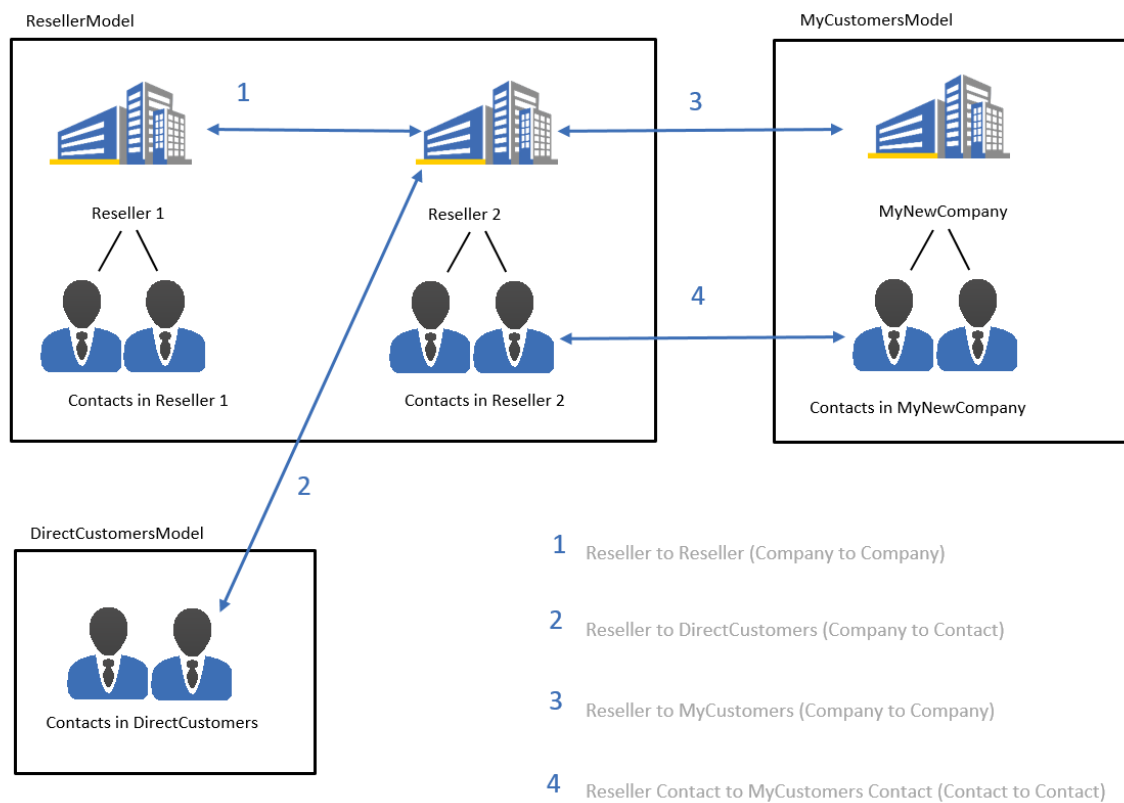 ResellerModel
MyCustomersModel
1
3
Reseller 1
Reseller 2
MyNewCompany
4
Contacts in Reseller 1
Contacts in Reseller 2
Contacts in MyNewCompany
2
DirectCustomersModel
Contacts in DirectCustomers
1 Reseller to Reseller (Company to Company)
2 Reseller to DirectCustomers (Company to Contact)
3 Reseller to MyCustomers (Company to Company)
4 Reseller Contact to MyCustomers Contact (Contact to Contact)